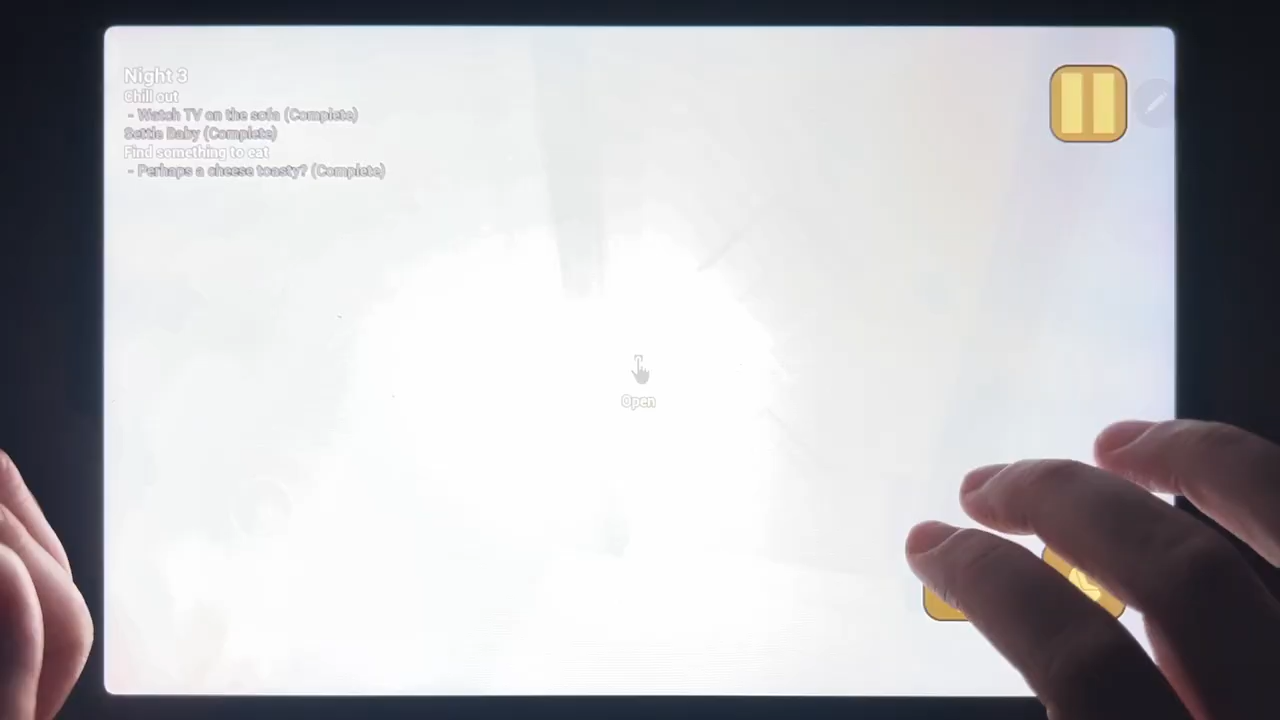 Night 3
Chill out
- Watch TV on the sofa (Complete)
Settle Baby (Complete)
Find something to eat
- Perhaps a cheese toasty? (Complete)
Open